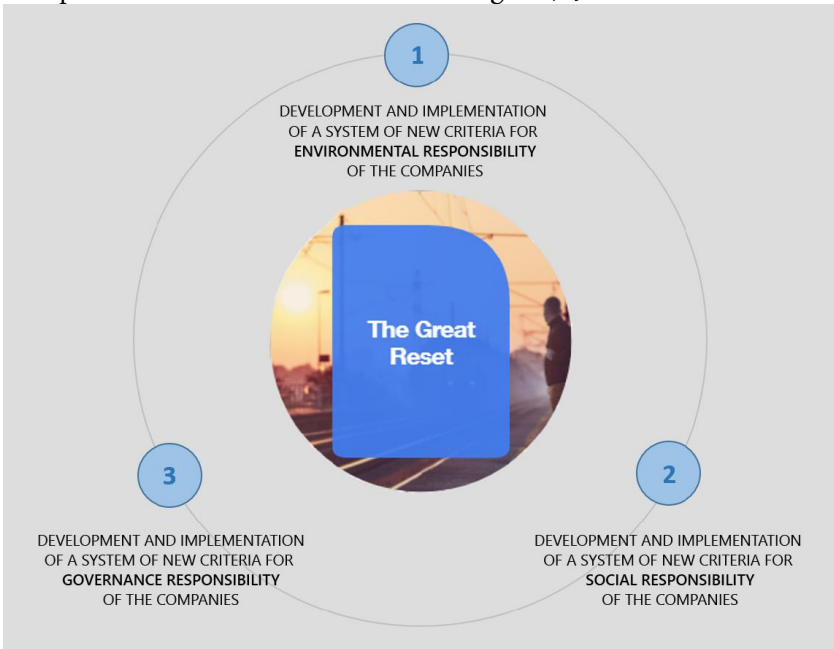 1
DEVELOPMENT AND IMPLEMENTATION
OF A SYSTEM OF NEW CRITERIA FOR
ENVIRONMENTAL RESPONSIBILITY
OF THE COMPANIES
The Great
Reset
3
DEVELOPMENT AND IMPLEMENTATION
OF A SYSTEM OF NEW CRITERIA FOR
GOVERNANCE RESPONSIBILITY
OF THE COMPANIES
2
DEVELOPMENT AND IMPLEMENTATION
OF A SYSTEM OF NEW CRITERIA FOR
SOCIAL RESPONSIBILITY
OF THE COMPANIES